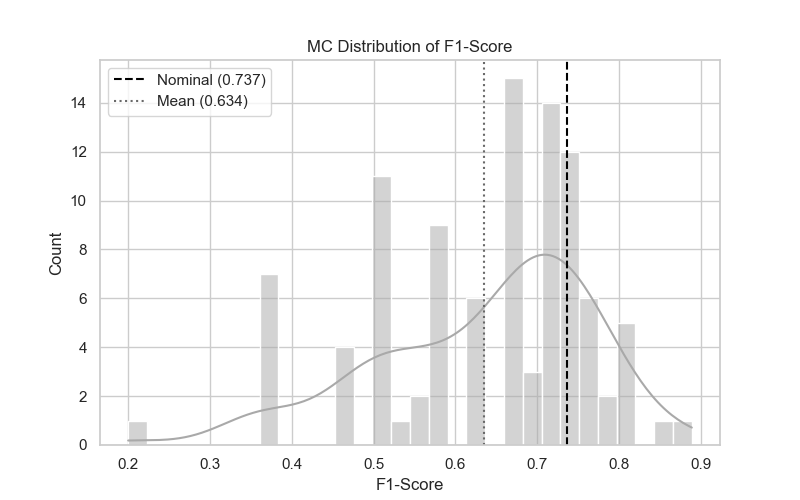 MC Distribution of F1-Score
Nominal (0.737)
Mean (0.634)
14
12
10
8
6
4
2
0
Count
0.2 0.3 0.4 0.5 0.6 0.7 0.8 0.9
F1-Score